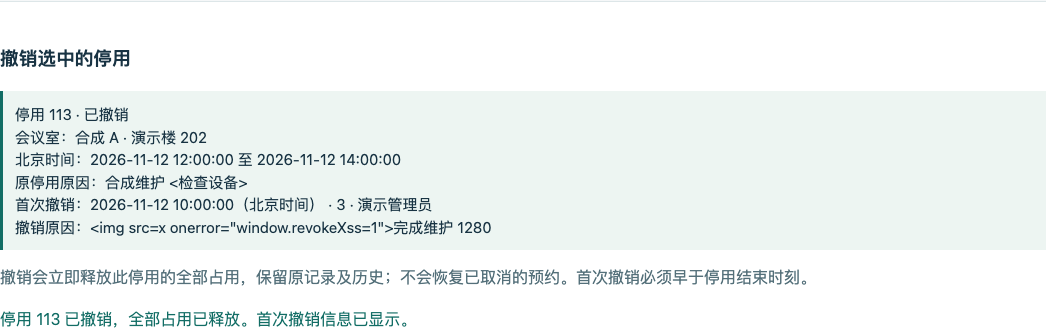 撤销选中的停用
停用 113 · 已撤销
会议室：合成 A · 演示楼 202
北京时间：2026-11-12 12:00:00 至 2026-11-12 14:00:00
原停用原因：合成维护 <检查设备>
首次撤销：2026-11-12 10:00:00（北京时间） · 3 · 演示管理员
撤销原因：<img src=x onerror="window.revokeXss=1">完成维护 1280
撤销会立即释放此停用的全部占用，保留原记录及历史；不会恢复已取消的预约。首次撤销必须早于停用结束时刻。
停用 113 已撤销，全部占用已释放。首次撤销信息已显示。